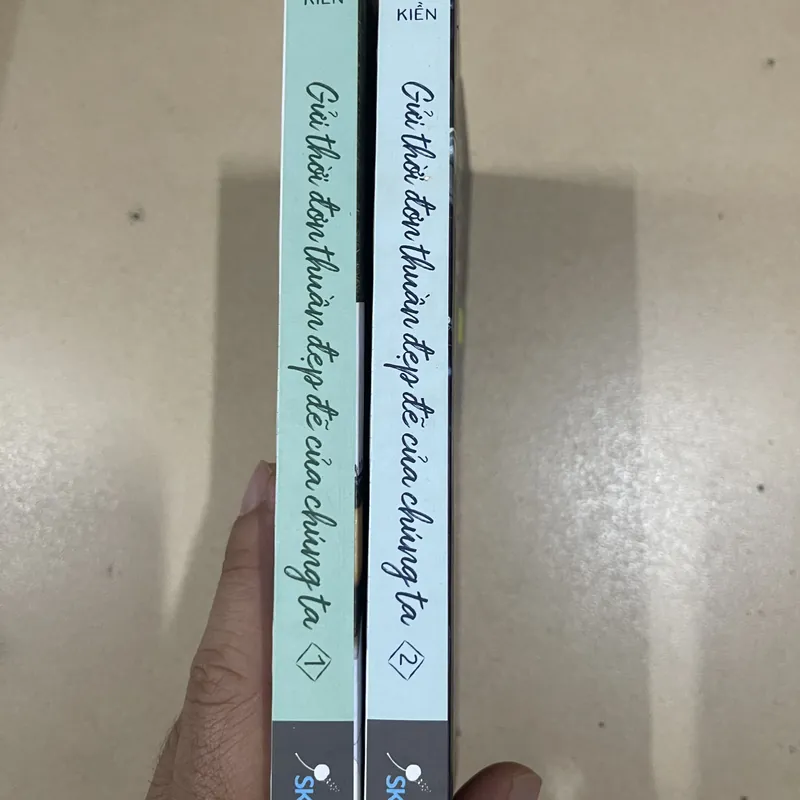 KIỂN
Gửi thời đơn thuần đẹp đẽ của chúng ta
1
SK
KIỂN
Gửi thời đơn thuần đẹp đẽ của chúng ta
2
SK